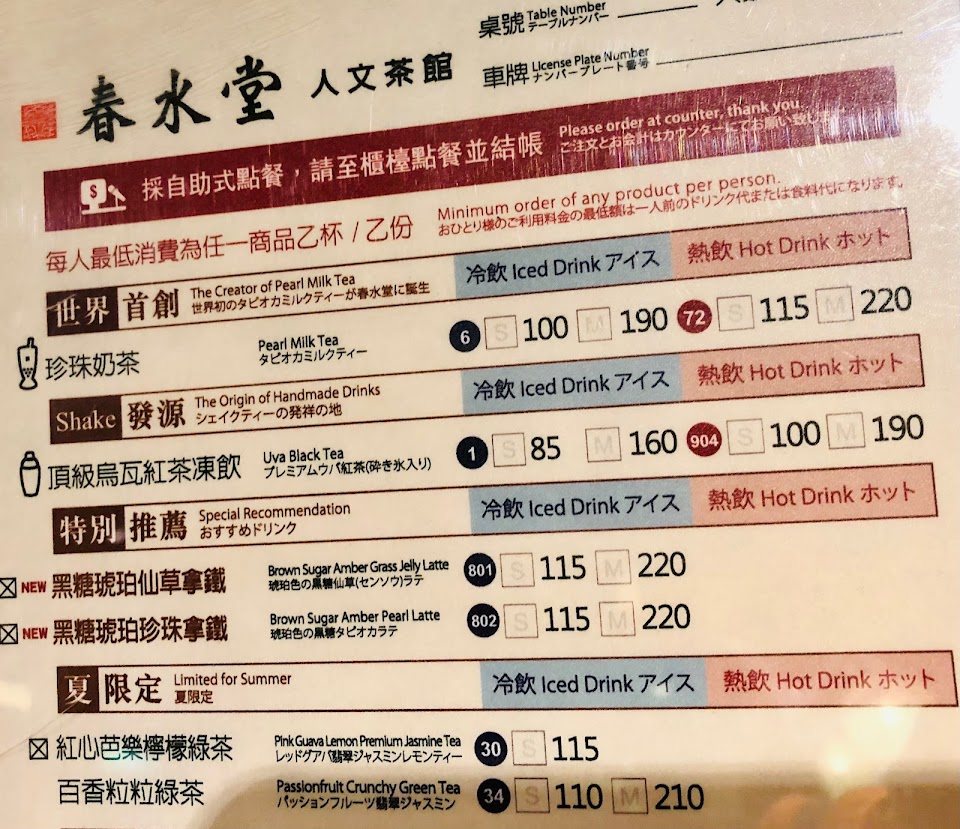 桌號 Table Number
テーブルナンバー
車牌 License Plate Number
ナンバープレート番号
春水堂 人文茶館
採自助式點餐，請至櫃檯點餐並結帳 Please order at counter, thank you.
ご注文とお会計はカウンターにてお願い致しま
每人最低消費為任一商品乙杯 / 乙份 Minimum order of any product per person.
おひとり様のご利用料金の最低額は一人前のドリンク代または食料代になります。
世界 首創 The Creator of Pearl Milk Tea 冷飲 Iced Drink アイス 熱飲 Hot Drink ホット
世界初のタピオカミルクティーが春水堂に誕生
珍珠奶茶 Pearl Milk Tea 6 S 100 M 190 72 S 115 M 220
タピオカミルクティー
Shake 發源 The Origin of Handmade Drinks 冷飲 Iced Drink アイス 熱飲 Hot Drink ホット
シェイクティーの発祥の地
頂級烏瓦紅茶凍飲 Uva Black Tea 1 S 85 M 160 904 S 100 M 190
プレミアムウバ紅茶(砕き氷入り)
特別 推薦 Special Recommendation 冷飲 Iced Drink アイス 熱飲 Hot Drink ホット
おすすめドリンク
NEW 黑糖琥珀仙草拿鐵 Brown Sugar Amber Grass Jelly Latte 801 S 115 M 220
琥珀色の黒糖仙草(センソウ)ラテ
NEW 黑糖琥珀珍珠拿鐵 Brown Sugar Amber Pearl Latte 802 S 115 M 220
琥珀色の黒糖タピオカラテ
夏 限定 Limited for Summer 冷飲 Iced Drink アイス 熱飲 Hot Drink ホット
夏限定
紅心芭樂檸檬綠茶 Pink Guava Lemon Premium Jasmine Tea 30 S 115
レッドグアバ翡翠ジャスミンレモンティー
百香粒粒綠茶 Passionfruit Crunchy Green Tea 34 S 110 M 210
パッションフルーツ翡翠ジャスミン